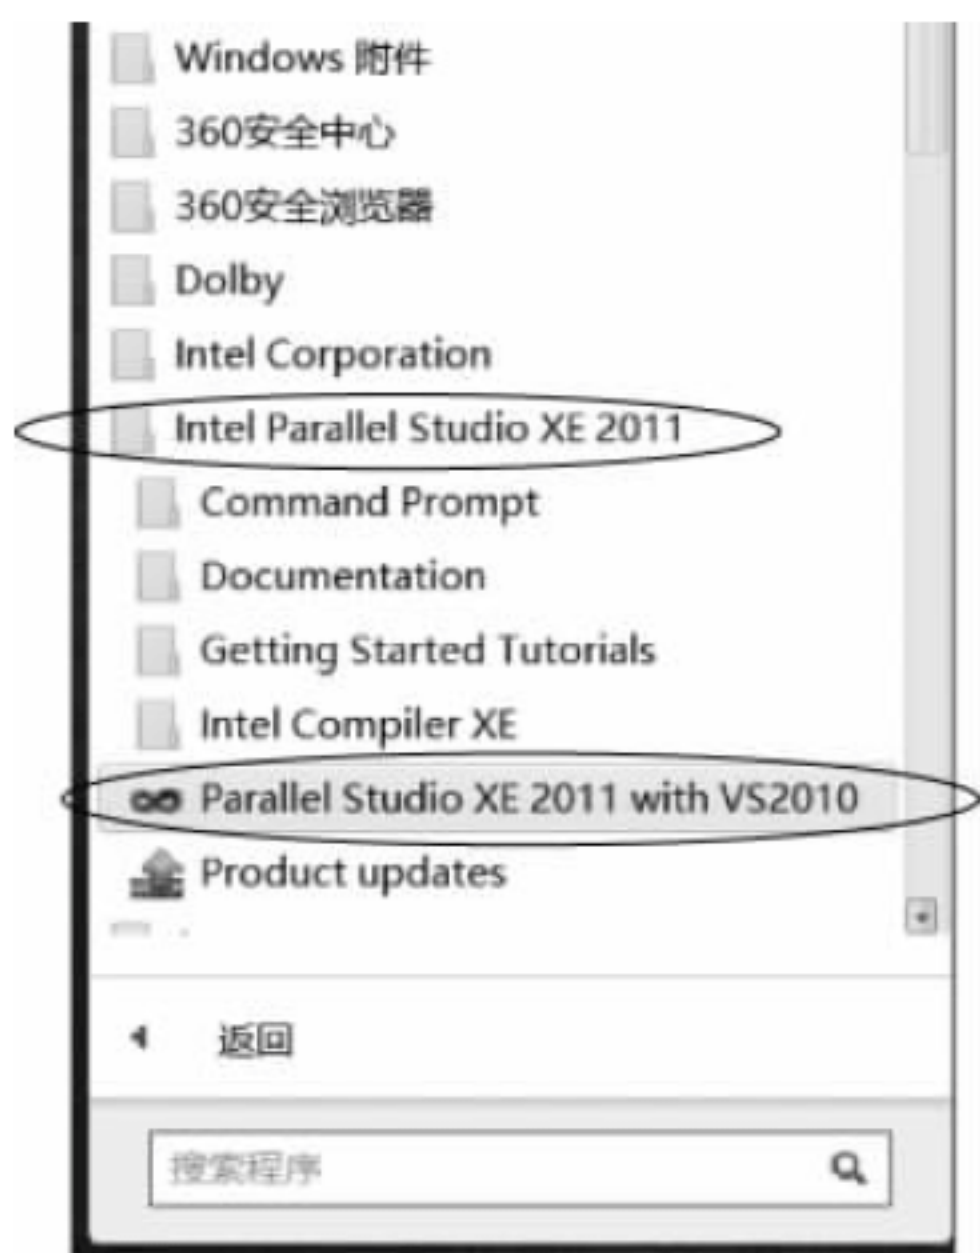 Windows 附件
360安全中心
360安全浏览器
Dolby
Intel Corporation
Intel Parallel Studio XE 2011
Command Prompt
Documentation
Getting Started Tutorials
Intel Compiler XE
Parallel Studio XE 2011 with VS2010
Product updates
返回
搜索程序